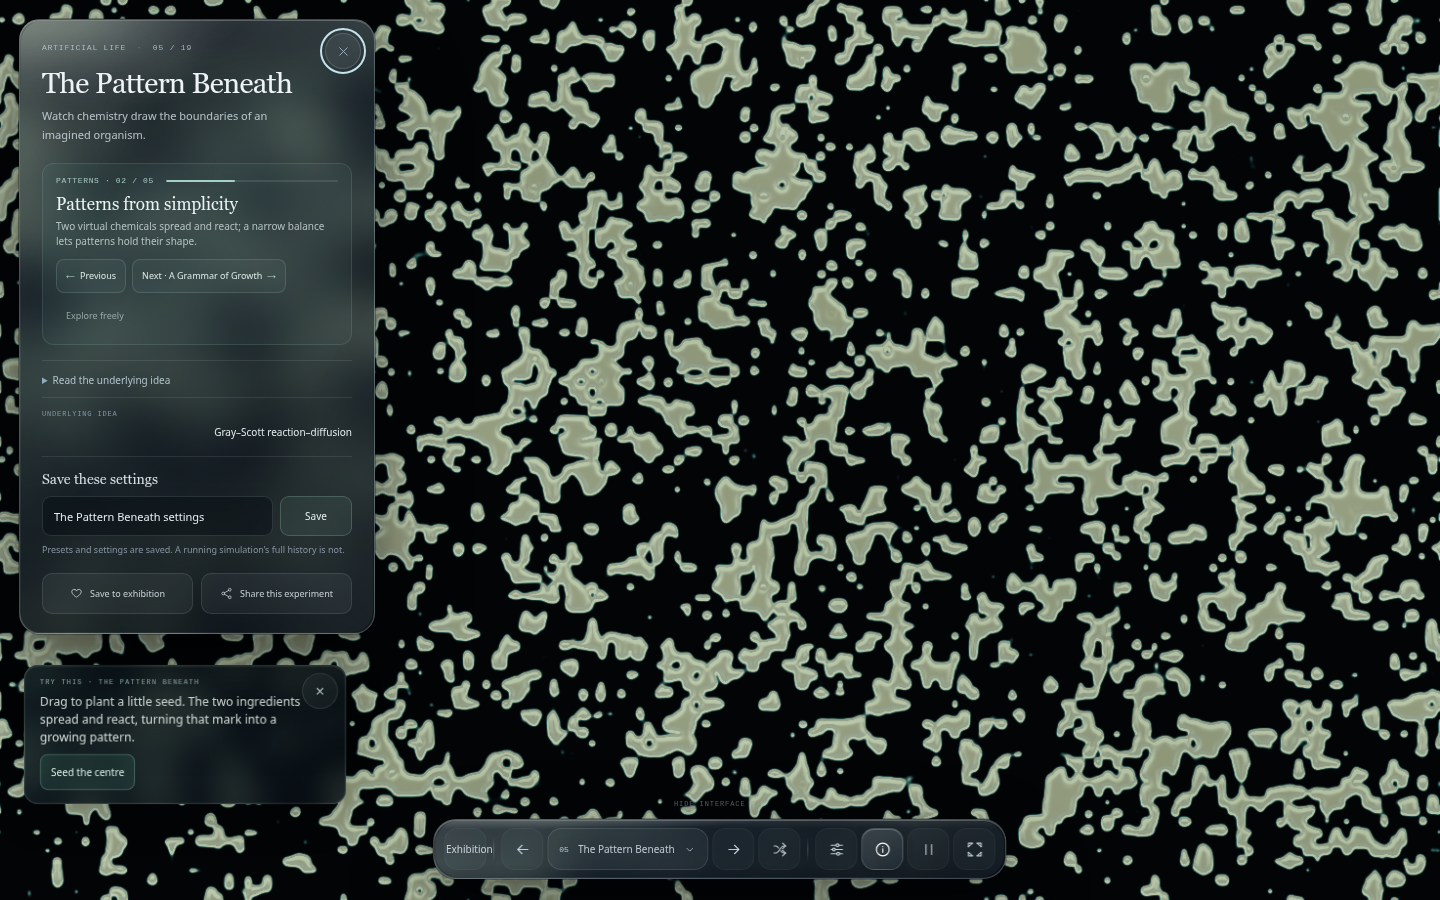 ARTIFICIAL LIFE · 05 / 19
The Pattern Beneath
Watch chemistry draw the boundaries of an
imagined organism.
PATTERNS · 02 / 05
Patterns from simplicity
Two virtual chemicals spread and react; a narrow balance
lets patterns hold their shape.
← Previous
Next · A Grammar of Growth →
Explore freely
Read the underlying idea
UNDERLYING IDEA
Gray–Scott reaction–diffusion
Save these settings
The Pattern Beneath settings
Save
Presets and settings are saved. A running simulation's full history is not.
Save to exhibition
Share this experiment
TRY THIS · THE PATTERN BENEATH
Drag to plant a little seed. The two ingredients
spread and react, turning that mark into a
growing pattern.
Seed the centre
HIDE INTERFACE
Exhibition
05 The Pattern Beneath